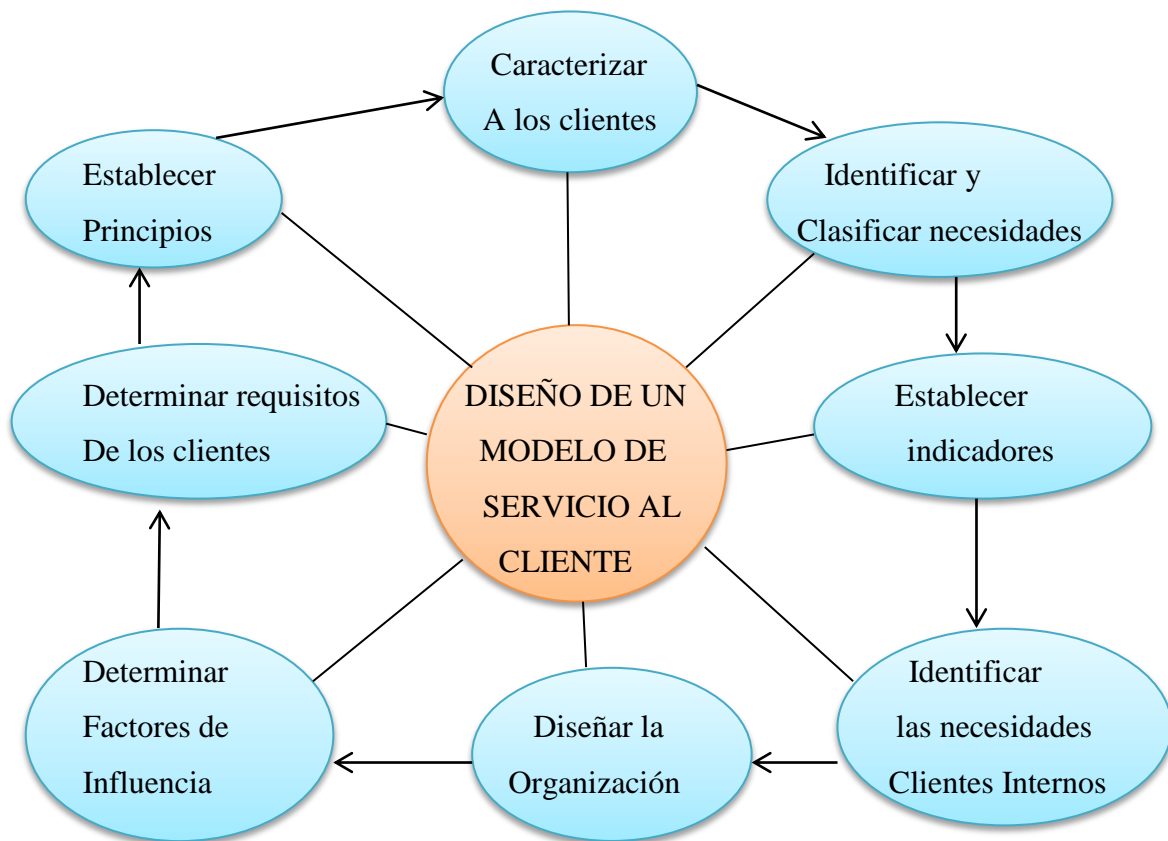 Caracterizar
A los clientes
Identificar y
Clasificar necesidades
Establecer
indicadores
Identificar
las necesidades
Clientes Internos
Diseñar la
Organización
Determinar
Factores de
Influencia
Determinar requisitos
De los clientes
Establecer
Principios
DISEÑO DE UN
MODELO DE
SERVICIO AL
CLIENTE